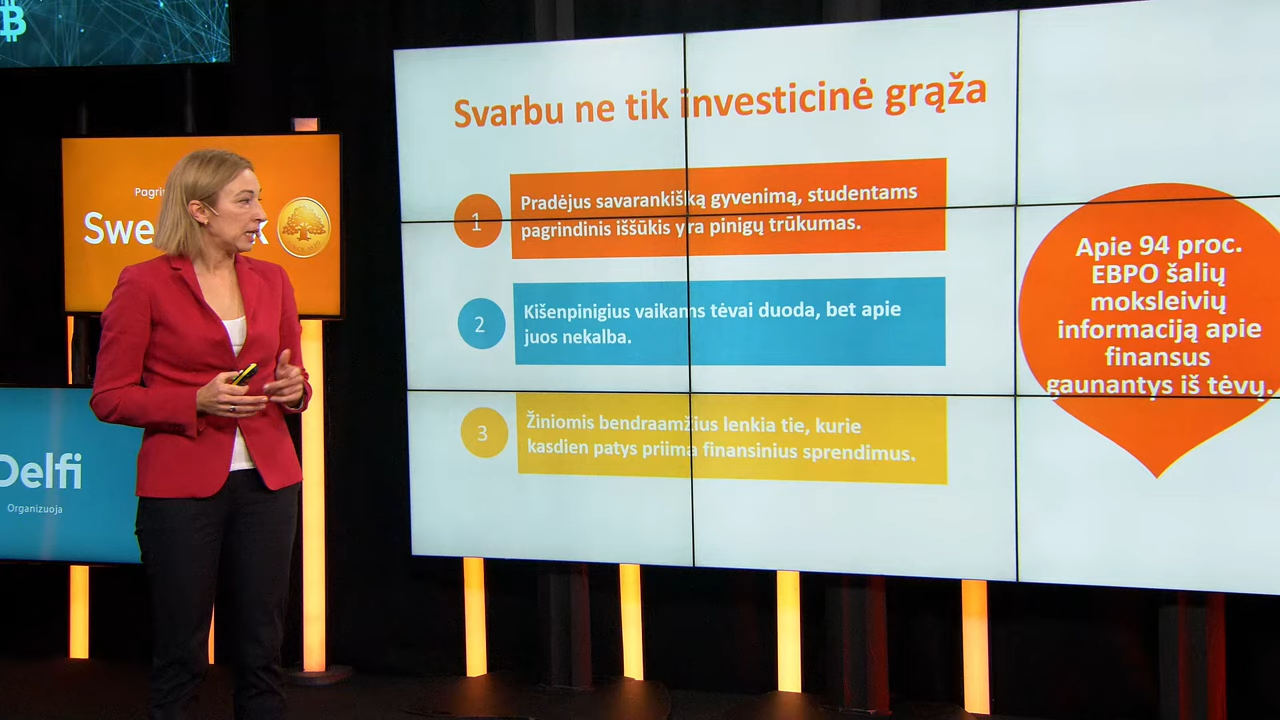 Svarbu ne tik investicinė grąža
1
Pradėjus savarankišką gyvenimą, studentams
pagrindinis iššūkis yra pinigų trūkumas.
2
Kišenpinigius vaikams tėvai duoda, bet apie
juos nekalba.
3
Žiniomis bendraamžius lenkia tie, kurie
kasdien patys priima finansinius sprendimus.
Apie 94 proc.
EBPO šalių
moksleivių
informaciją apie
finansus
gaunantys iš tėvų.
Delfi
Organizuoja